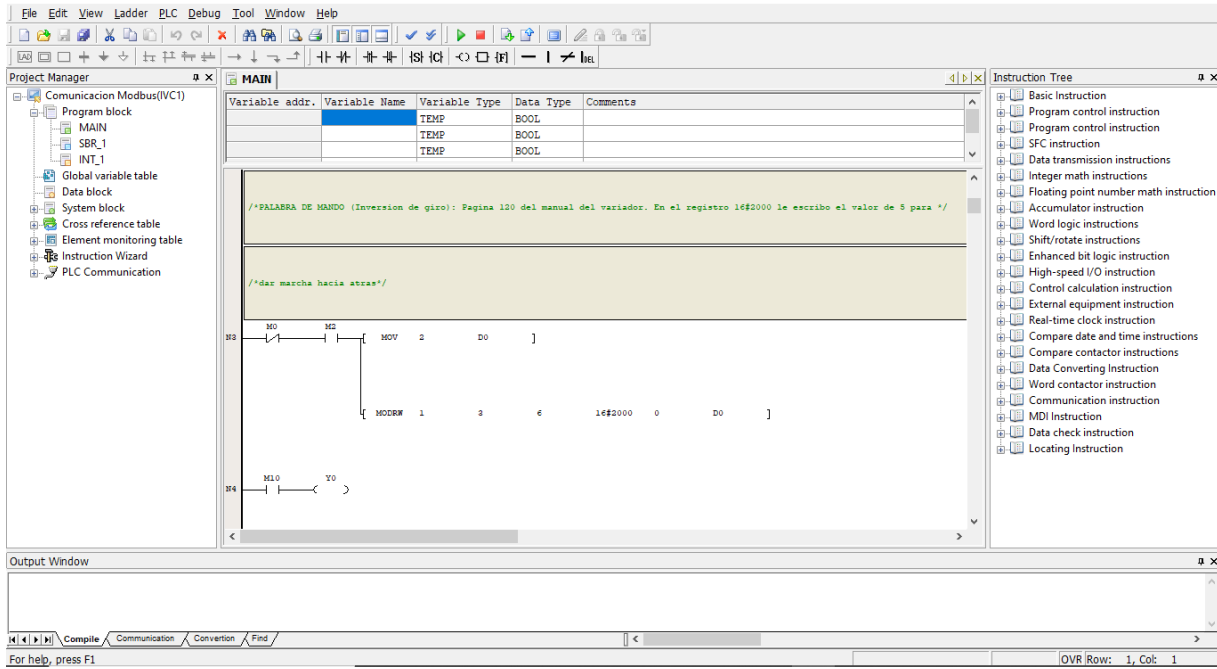 File Edit View Ladder PLC Debug Tool Window Help
LAD DEL
Project Manager
Comunicacion Modbus(IVC1)
Program block
MAIN
SBR_1
INT_1
Global variable table
Data block
System block
Cross reference table
Element monitoring table
Instruction Wizard
PLC Communication
MAIN
Variable addr. Variable Name Variable Type Data Type Comments
TEMP BOOL
TEMP BOOL
TEMP BOOL
/*PALABRA DE MANDO (Inversion de giro): Pagina 120 del manual del variador. En el registro 16#2000 le escribo el valor de 5 para */
/*dar marcha hacia atras*/
M0 M2
N3 [ MOV 2 D0 ]
[ MODRW 1 3 6 16#2000 0 D0 ]
M10 Y0
N4 ( )
Instruction Tree
Basic Instruction
Program control instruction
Program control instruction
SFC instruction
Data transmission instructions
Integer math instructions
Floating point number math instruction
Accumulator instruction
Word logic instructions
Shift/rotate instructions
Enhanced bit logic instruction
High-speed I/O instruction
Control calculation instruction
External equipment instruction
Real-time clock instruction
Compare date and time instructions
Compare contactor instructions
Data Converting Instruction
Word contactor instruction
Communication instruction
MDI Instruction
Data check instruction
Locating Instruction
Output Window
Compile Communication Convertion Find
For help, press F1
OVR Row: 1, Col: 1